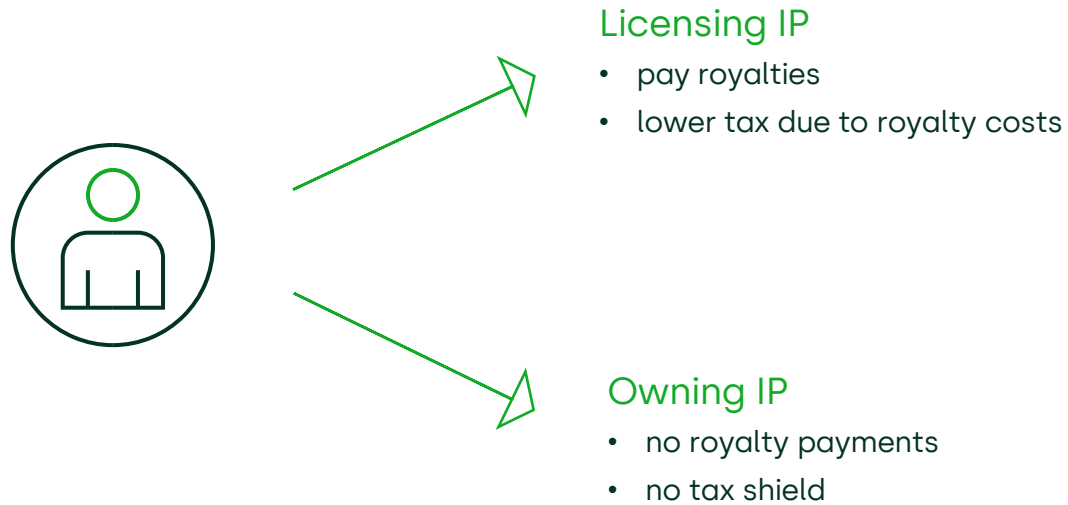 Licensing IP
• pay royalties
• lower tax due to royalty costs
Owning IP
• no royalty payments
• no tax shield